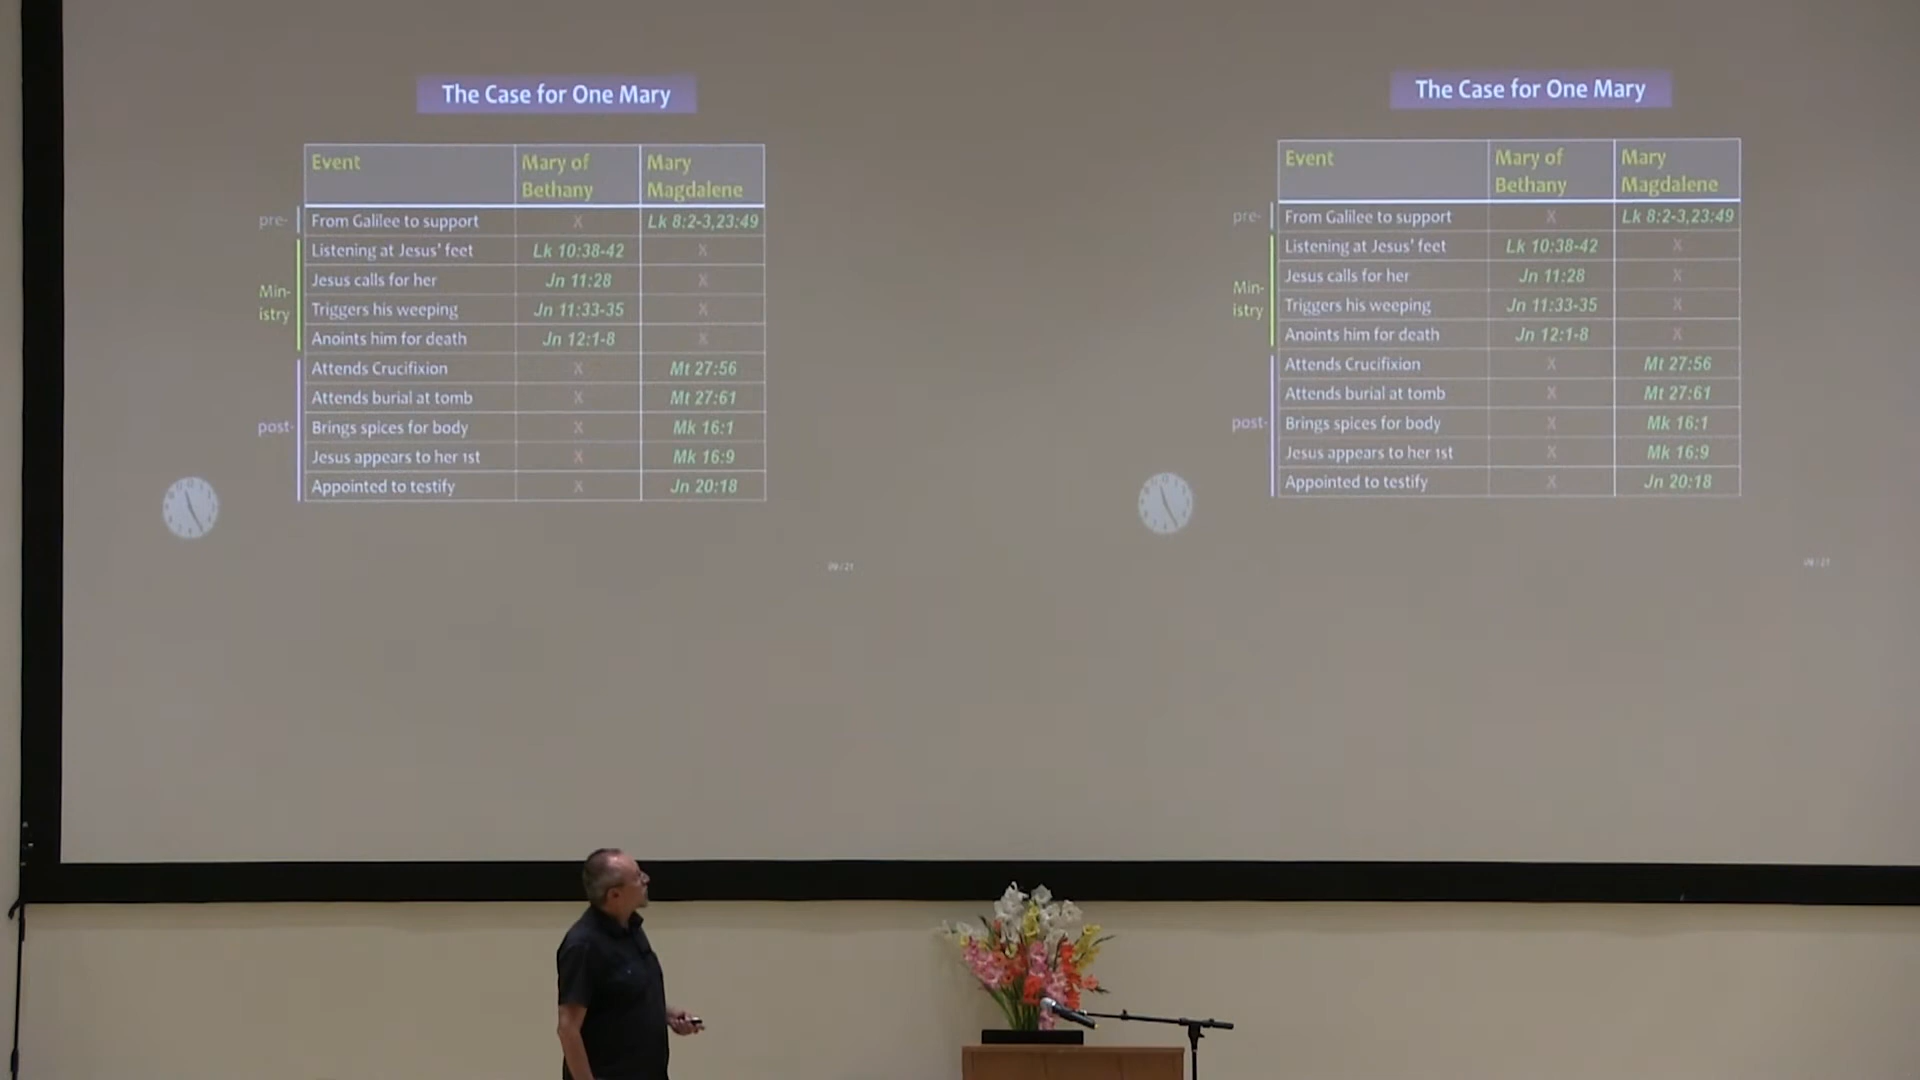 The Case for One Mary
Event Mary of Bethany Mary Magdalene
pre- From Galilee to support X Lk 8:2-3,23:49
Min-istry
Listening at Jesus' feet Lk 10:38-42 X
Jesus calls for her Jn 11:28 X
Triggers his weeping Jn 11:33-35 X
Anoints him for death Jn 12:1-8 X
post-
Attends Crucifixion X Mt 27:56
Attends burial at tomb X Mt 27:61
Brings spices for body X Mk 16:1
Jesus appears to her 1st X Mk 16:9
Appointed to testify X Jn 20:18
The Case for One Mary
Event Mary of Bethany Mary Magdalene
pre- From Galilee to support X Lk 8:2-3,23:49
Min-istry
Listening at Jesus' feet Lk 10:38-42 X
Jesus calls for her Jn 11:28 X
Triggers his weeping Jn 11:33-35 X
Anoints him for death Jn 12:1-8 X
post-
Attends Crucifixion X Mt 27:56
Attends burial at tomb X Mt 27:61
Brings spices for body X Mk 16:1
Jesus appears to her 1st X Mk 16:9
Appointed to testify X Jn 20:18